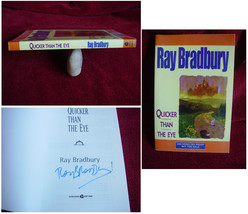 QUICKER THAN THE EYE
QUICKER
THAN
THE EYE
Ray Bradbury
Ray Bradbury
RAY BRADBURY
QUICKER
THAN THE EYE